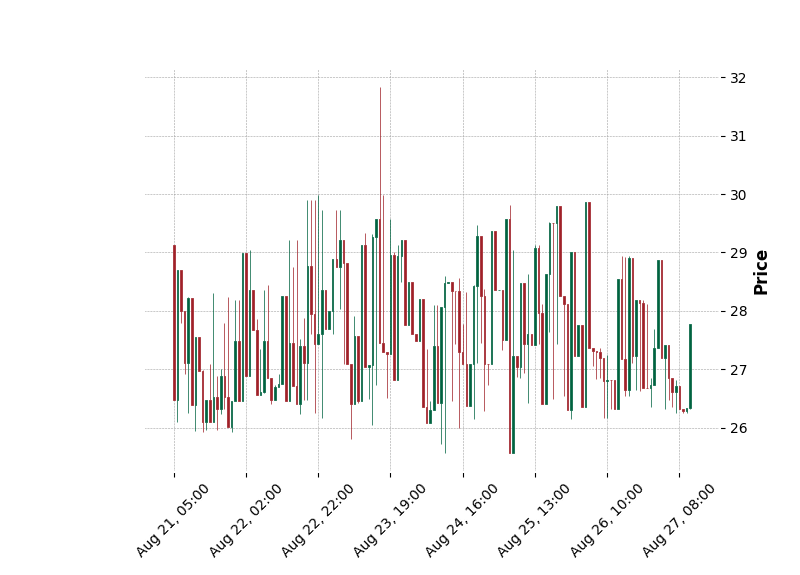 32
31
30
29
28
27
26
Price
Aug 21, 05:00
Aug 22, 02:00
Aug 22, 22:00
Aug 23, 19:00
Aug 24, 16:00
Aug 25, 13:00
Aug 26, 10:00
Aug 27, 08:00